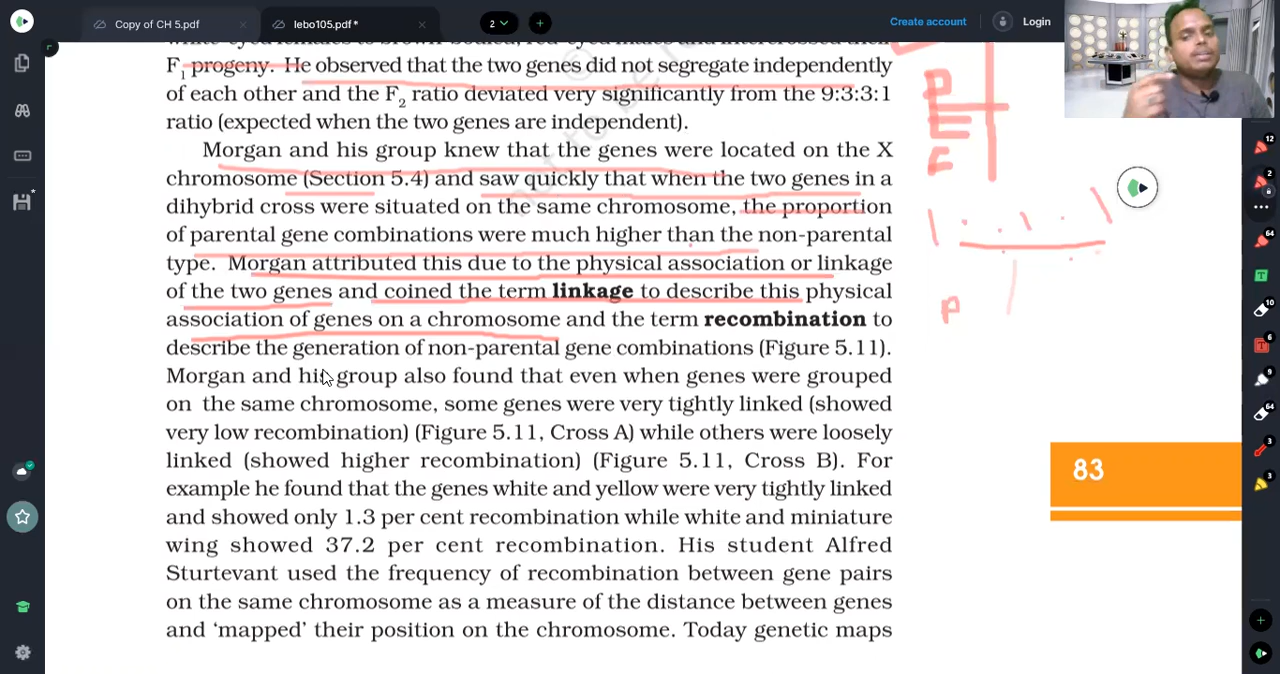 Copy of CH 5.pdf
lebo105.pdf *
2
Create account
Login
F1 progeny. He observed that the two genes did not segregate independently
of each other and the F2 ratio deviated very significantly from the 9:3:3:1
ratio (expected when the two genes are independent).
Morgan and his group knew that the genes were located on the X
chromosome (Section 5.4) and saw quickly that when the two genes in a
dihybrid cross were situated on the same chromosome, the proportion
of parental gene combinations were much higher than the non-parental
type. Morgan attributed this due to the physical association or linkage
of the two genes and coined the term linkage to describe this physical
association of genes on a chromosome and the term recombination to
describe the generation of non-parental gene combinations (Figure 5.11).
Morgan and his group also found that even when genes were grouped
on the same chromosome, some genes were very tightly linked (showed
very low recombination) (Figure 5.11, Cross A) while others were loosely
linked (showed higher recombination) (Figure 5.11, Cross B). For
example he found that the genes white and yellow were very tightly linked
and showed only 1.3 per cent recombination while white and miniature
wing showed 37.2 per cent recombination. His student Alfred
Sturtevant used the frequency of recombination between gene pairs
on the same chromosome as a measure of the distance between genes
and ‘mapped’ their position on the chromosome. Today genetic maps
P
83
12
2
64
10
6
9
64
3
3